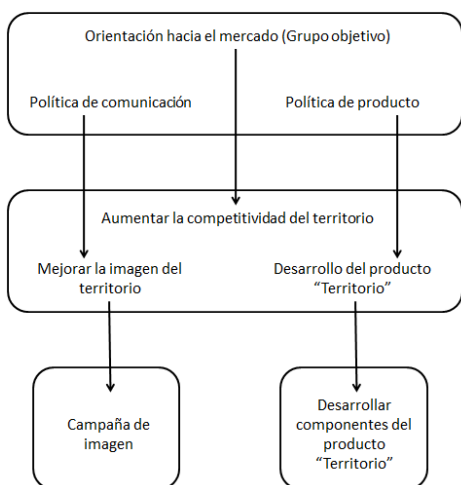 Orientación hacia el mercado (Grupo objetivo)
Política de comunicación
Política de producto
Aumentar la competitividad del territorio
Mejorar la imagen del
territorio
Desarrollo del producto
“Territorio”
Campaña de
imagen
Desarrollar
componentes del
producto
“Territorio”